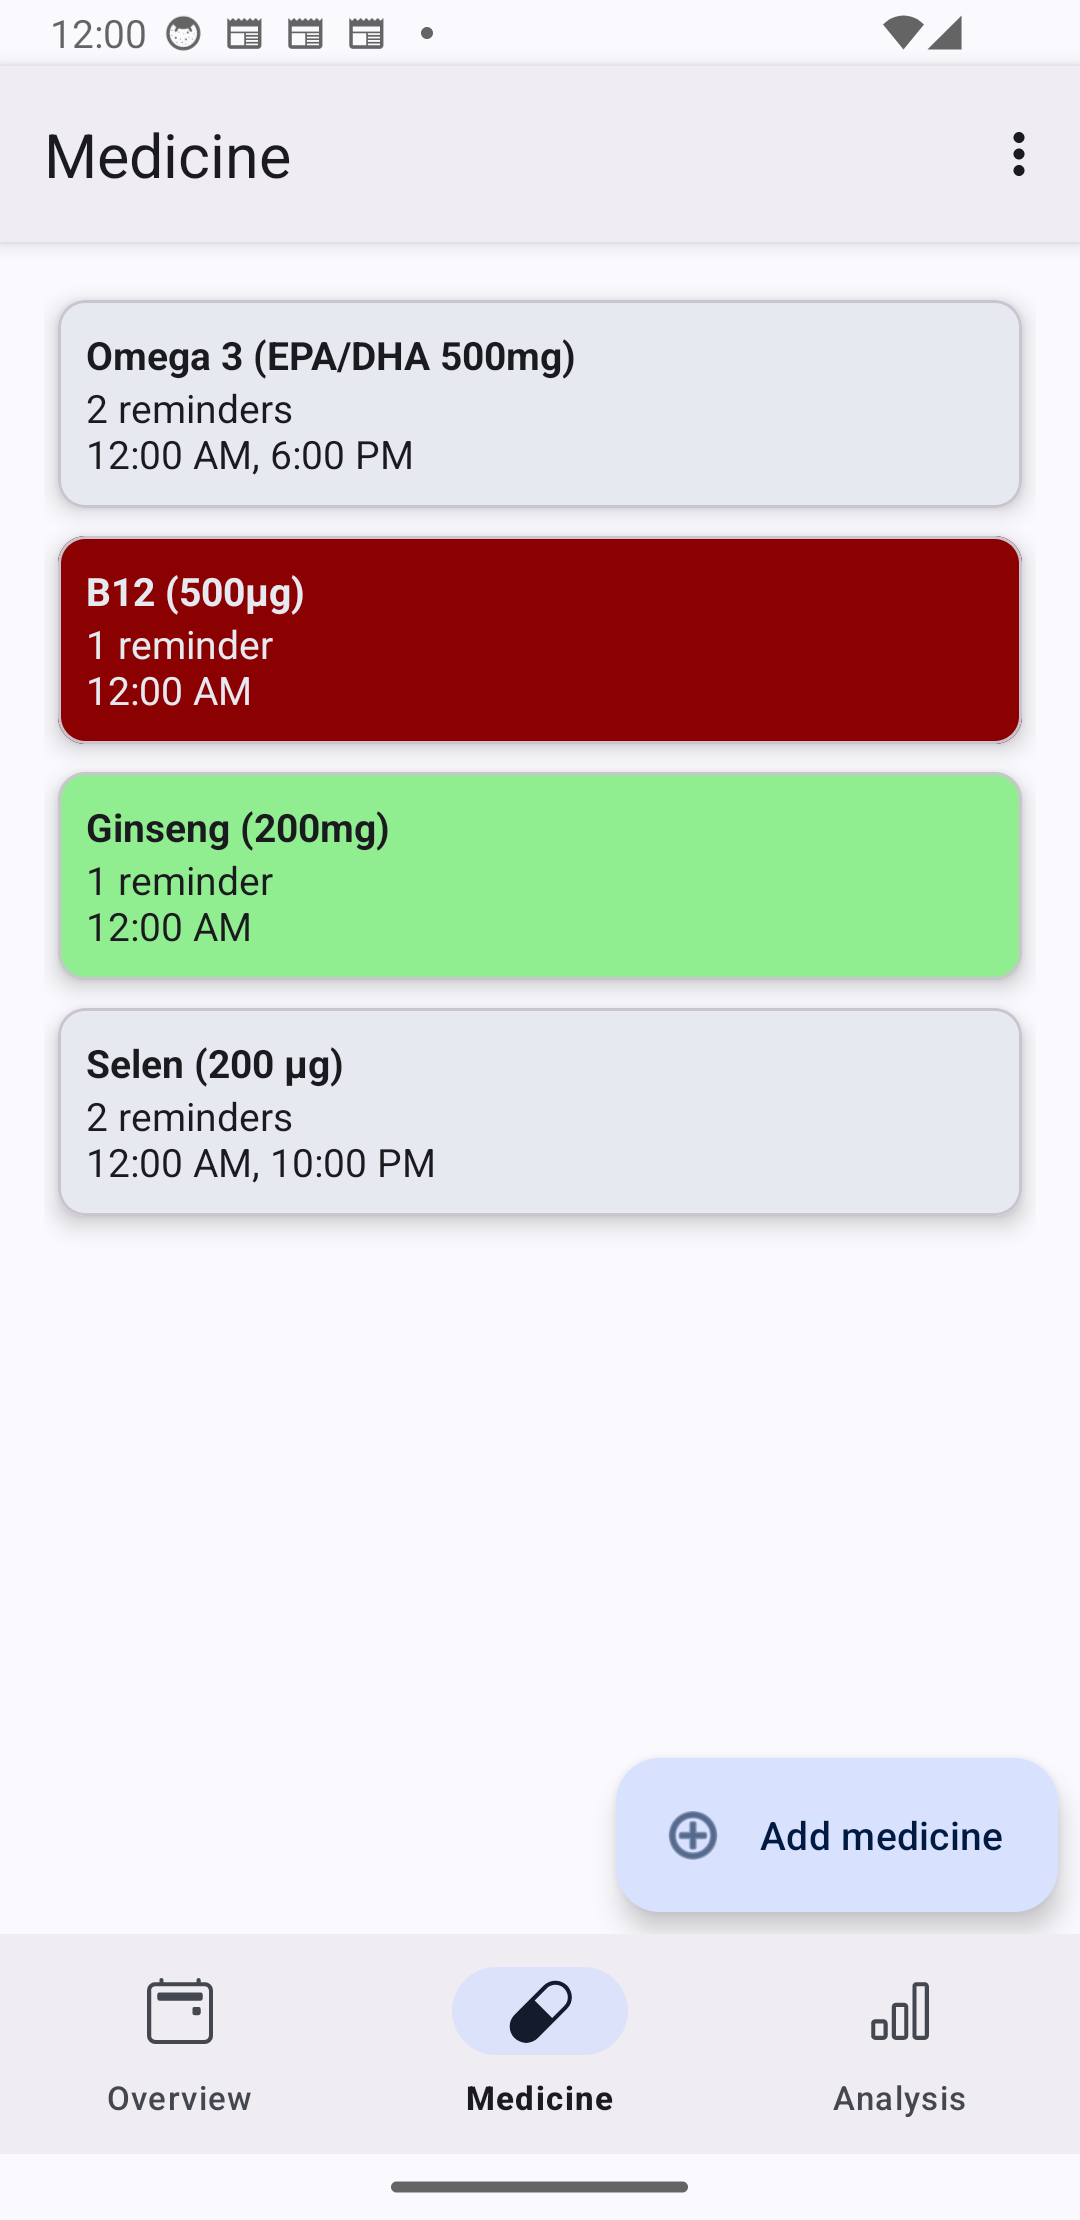 12:00
Medicine
Omega 3 (EPA/DHA 500mg)
2 reminders
12:00 AM, 6:00 PM
B12 (500µg)
1 reminder
12:00 AM
Ginseng (200mg)
1 reminder
12:00 AM
Selen (200 µg)
2 reminders
12:00 AM, 10:00 PM
Add medicine
Overview
Medicine
Analysis